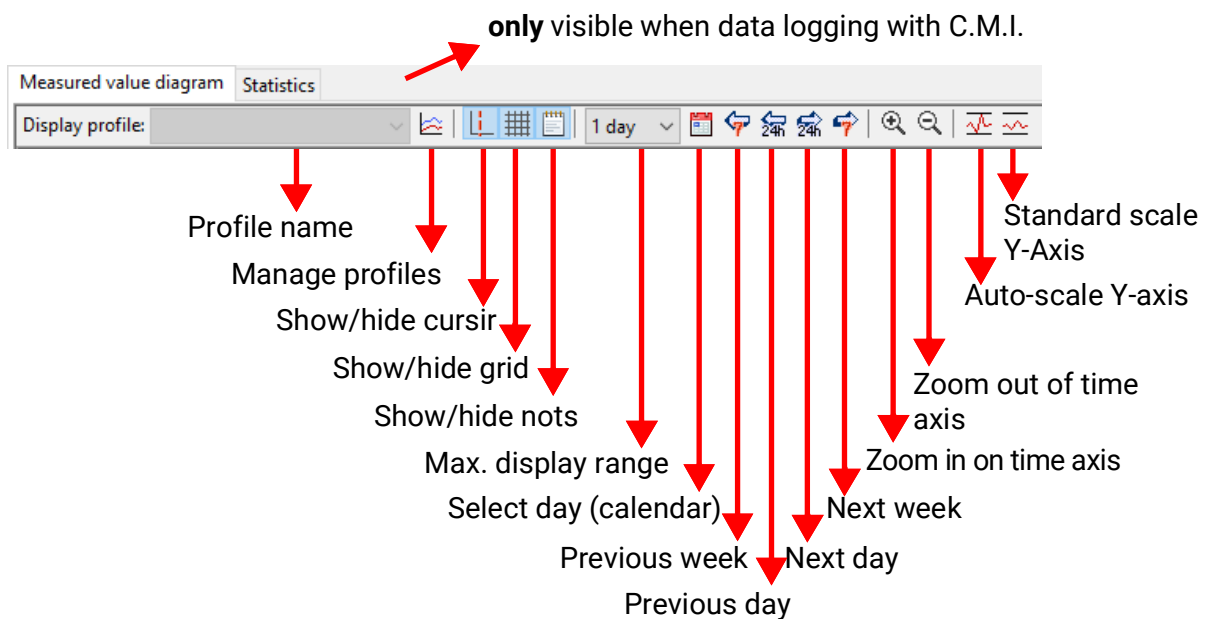 only visible when data logging with C.M.I.
Measured value diagram Statistics
Display profile: 1 day 7 24h 24h 7
Profile name
Standard scale
Y-Axis
Manage profiles
Auto-scale Y-axis
Show/hide cursir
Show/hide grid
Zoom out of time
axis
Show/hide nots
Max. display range
Zoom in on time axis
Select day (calendar)
Next week
Previous week
Next day
Previous day